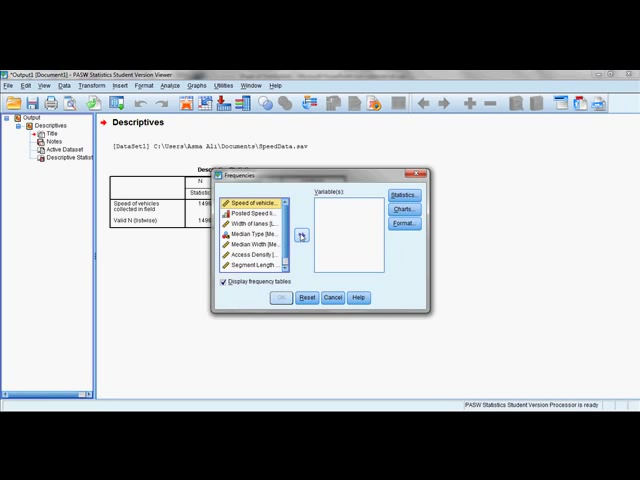 *Output1 [Document1] - PASW Statistics Student Version Viewer
File Edit View Data Transform Insert Format Analyze Graphs Utilities Window Help
Output
Descriptives
Title
Notes
Active Dataset
Descriptive Statist
Descriptives
[DataSet1] C:\Users\Asma Ali\Documents\SpeedData.sav
N
Statistic
Speed of vehicles
collected in field
Valid N (listwise)
Frequencies
Speed of vehicle...
Posted Speed li...
Width of lanes [L...
Median Type [Me...
Median Width [Me...
Access Density [...
Segment Length ...
Variable(s):
Statistics...
Charts...
Format...
Display frequency tables
OK Reset Cancel Help
PASW Statistics Student Version Processor is ready